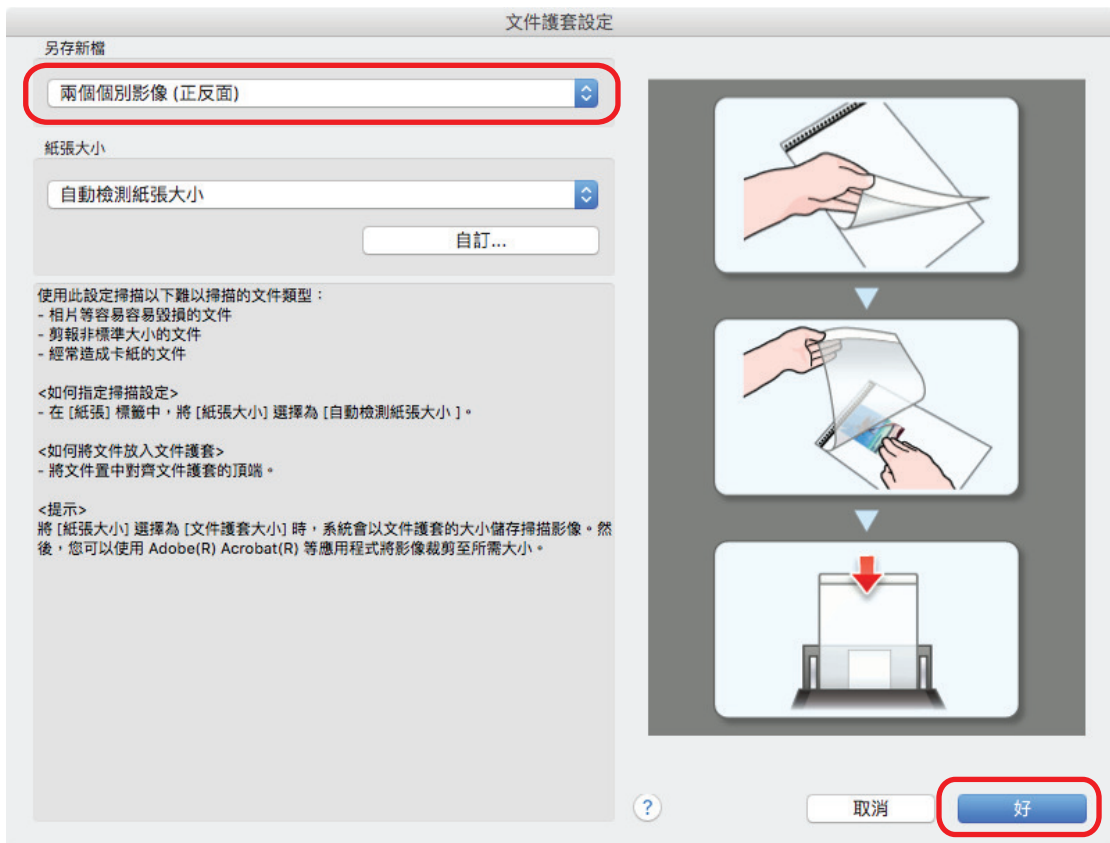 文件護套設定
另存新檔
兩個個別影像 (正反面)
紙張大小
自動檢測紙張大小
自訂...
使用此設定掃描以下難以掃描的文件類型：
- 相片等容易容易毀損的文件
- 剪報非標準大小的文件
- 經常造成卡紙的文件
<如何指定掃描設定>
- 在 [紙張] 標籤中，將 [紙張大小] 選擇為 [自動檢測紙張大小 ]。
<如何將文件放入文件護套>
- 將文件置中對齊文件護套的頂端。
<提示>
將 [紙張大小] 選擇為 [文件護套大小] 時，系統會以文件護套的大小儲存掃描影像。然
後，您可以使用 Adobe(R) Acrobat(R) 等應用程式將影像裁剪至所需大小。
?
取消
好